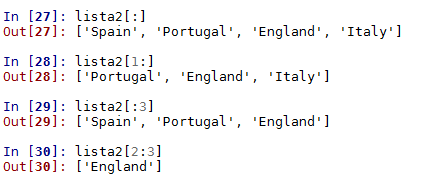 In [27]: lista2[:]
Out[27]: ['Spain', 'Portugal', 'England', 'Italy']
In [28]: lista2[1:]
Out[28]: ['Portugal', 'England', 'Italy']
In [29]: lista2[:3]
Out[29]: ['Spain', 'Portugal', 'England']
In [30]: lista2[2:3]
Out[30]: ['England']